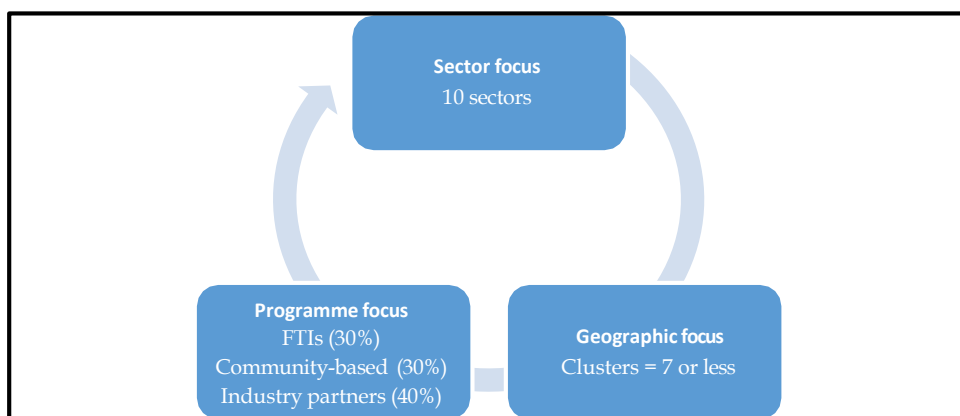 Sector focus
10 sectors
Programme focus
FTIs (30%)
Community-based (30%)
Industry partners (40%)
Geographic focus
Clusters = 7 or less